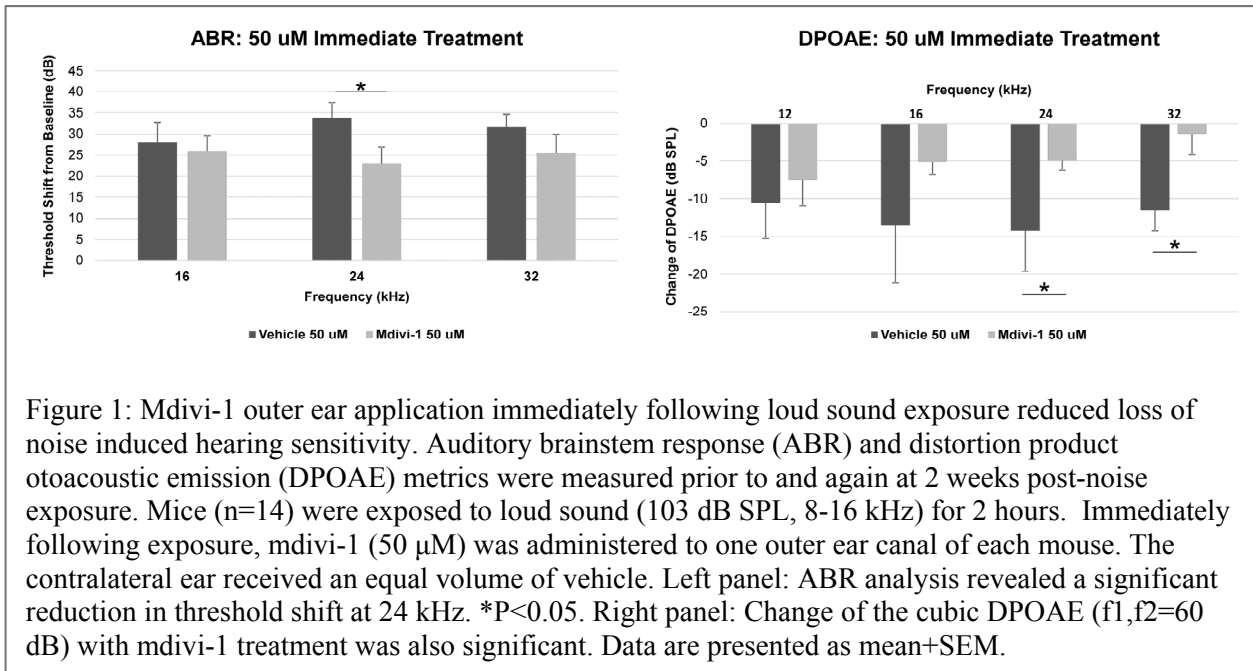 ABR: 50 uM Immediate Treatment
Threshold Shift from Baseline (dB)
45
40
35
30
25
20
15
10
5
0
*
16
24
32
Frequency (kHz)
Vehicle 50 uM
Mdivi-1 50 uM
DPOAE: 50 uM Immediate Treatment
Frequency (kHz)
12
16
24
32
Change of DPOAE (dB SPL)
0
-5
-10
-15
-20
-25
*
*
Vehicle 50 uM
Mdivi-1 50 uM
Figure 1: Mdivi-1 outer ear application immediately following loud sound exposure reduced loss of
noise induced hearing sensitivity. Auditory brainstem response (ABR) and distortion product
otoacoustic emission (DPOAE) metrics were measured prior to and again at 2 weeks post-noise
exposure. Mice (n=14) were exposed to loud sound (103 dB SPL, 8-16 kHz) for 2 hours. Immediately
following exposure, mdivi-1 (50 μM) was administered to one outer ear canal of each mouse. The
contralateral ear received an equal volume of vehicle. Left panel: ABR analysis revealed a significant
reduction in threshold shift at 24 kHz. *P<0.05. Right panel: Change of the cubic DPOAE (f1,f2=60
dB) with mdivi-1 treatment was also significant. Data are presented as mean+SEM.